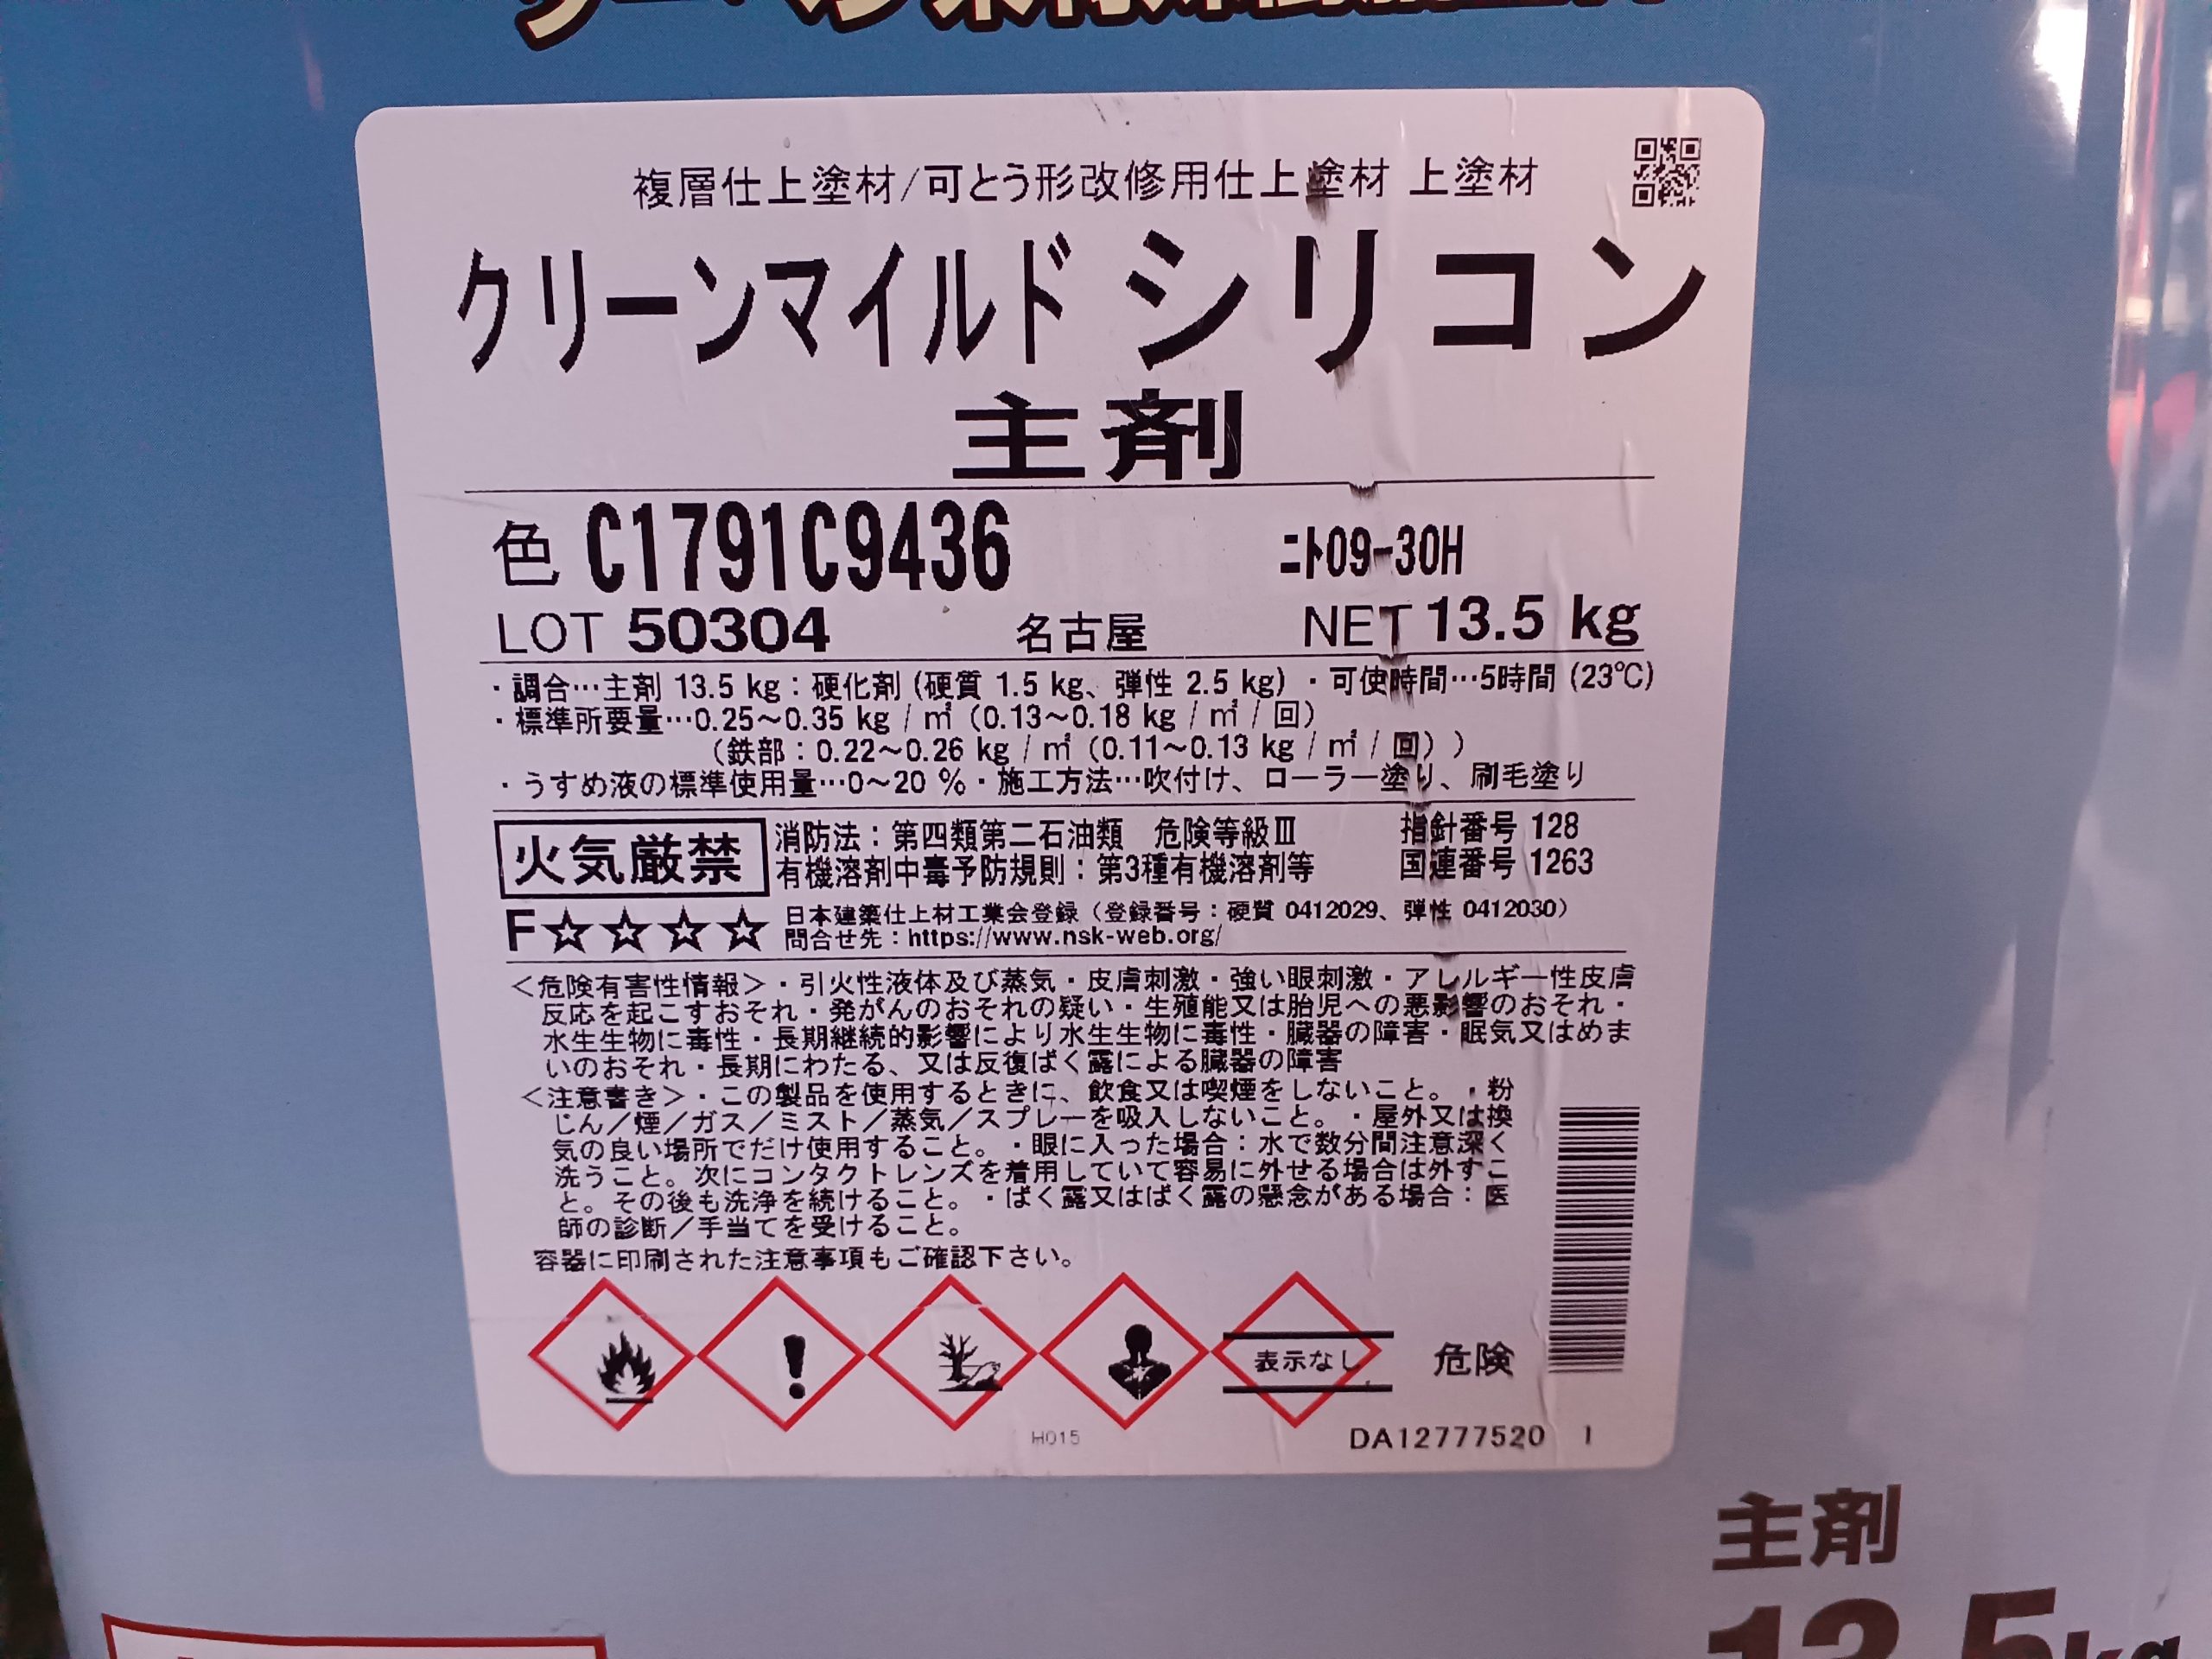 複層仕上塗材/可とう形改修用仕上塗材 上塗材
クリーンマイルド シリコン
主剤
色 C1791C9436 ニト09-30H
LOT 50304 名古屋 NET 13.5 kg
・調合…主剤 13.5 kg：硬化剤 (硬質 1.5 kg、弾性 2.5 kg) ・可使時間…5時間 (23℃)
・標準所要量…0.25～0.35 kg / ㎡ (0.13～0.18 kg / ㎡ / 回)
(鉄部：0.22～0.26 kg / ㎡ (0.11～0.13 kg / ㎡ / 回) )
・うすめ液の標準使用量…0～20 %・施工方法…吹付け、ローラー塗り、刷毛塗り
火気厳禁
消防法：第四類第二石油類 危険等級Ⅲ 指針番号 128
有機溶剤中毒予防規則：第3種有機溶剤等 国連番号 1263
F☆☆☆☆
日本建築仕上材工業会登録（登録番号：硬質 0412029、弾性 0412030）
問合せ先：https://www.nsk-web.org/
＜危険有害性情報＞・引火性液体及び蒸気・皮膚刺激・強い眼刺激・アレルギー性皮膚
反応を起こすおそれ・発がんのおそれの疑い・生殖能又は胎児への悪影響のおそれ・
水生生物に毒性・長期継続的影響により水生生物に毒性・臓器の障害・眠気又はめま
いのおそれ・長期にわたる、又は反復ばく露による臓器の障害
＜注意書き＞・この製品を使用するときに、飲食又は喫煙をしないこと。・粉
じん／煙／ガス／ミスト／蒸気／スプレーを吸入しないこと。・屋外又は換
気の良い場所でだけ使用すること。・眼に入った場合：水で数分間注意深く
洗うこと。次にコンタクトレンズを着用していて容易に外せる場合は外すこ
と。その後も洗浄を続けること。・ばく露又はばく露の懸念がある場合：医
師の診断／手当てを受けること。
容器に印刷された注意事項もご確認下さい。
表示なし 危険
H015 DA12777520 1
主剤
13.5kg